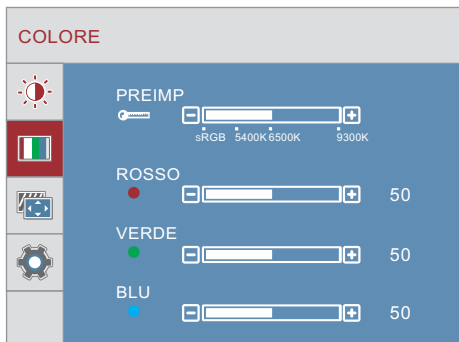 COLORE
PREIMP
sRGB 5400K 6500K 9300K
ROSSO
50
VERDE
50
BLU
50